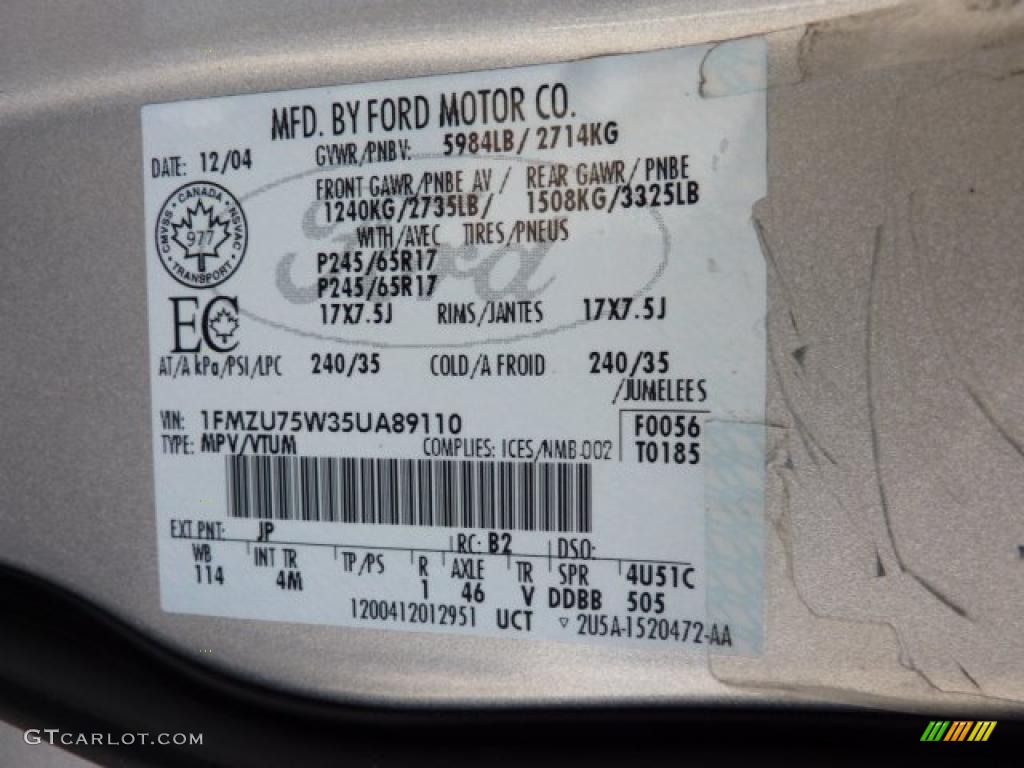 MFD. BY FORD MOTOR CO.
DATE: 12/04
GVWR/PNBV: 5984LB/ 2714KG
FRONT GAWR/PNBE AV/ REAR GAWR/ PNBE
1240KG/2735LB/ 1508KG/3325LB
WITH/AVEC TIRES/PNEUS
P245/65R17
P245/65R17
17X7.5J RIMS/JANTES 17X7.5J
CANADA
CMVSS • NSVAC
977
TRANSPORT
Ford
EC
AT/A kPa/PSI/LPC 240/35 COLD/A FROID 240/35
/JUMELEES
VIN: 1FMZU75W35UA89110 F0056
TYPE: MPV/VTUM COMPLIES: ICES/NMB-002 T0185
EXT PNT: JP RC: B2 DSO:
WB INT TR TP/PS R AXLE TR SPR 4U51C
114 4M 1 46 V DDBB 505
1200412012951 UCT ▽ 2U5A-1520472-AA
GTCARLOT.COM